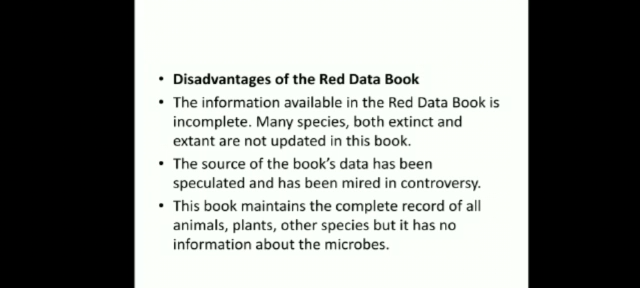 • Disadvantages of the Red Data Book
• The information available in the Red Data Book is
incomplete. Many species, both extinct and
extant are not updated in this book.
• The source of the book's data has been
speculated and has been mired in controversy.
• This book maintains the complete record of all
animals, plants, other species but it has no
information about the microbes.